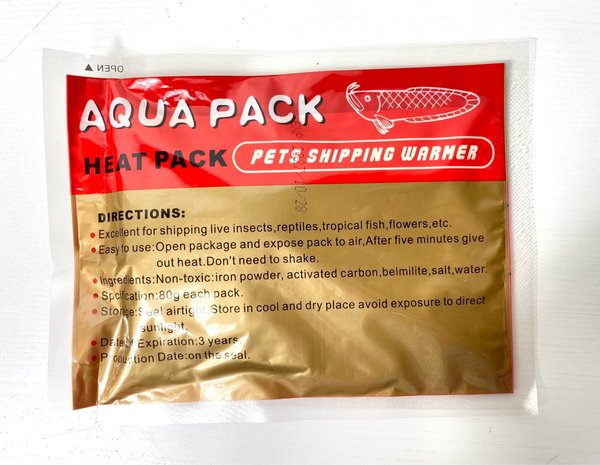 OPEN ▲
AQUA PACK
HEAT PACK PETS SHIPPING WARMER
DIRECTIONS:
• Excellent for shipping live insects,reptiles,tropical fish,flowers,etc.
• Easy to use:Open package and expose pack to air,After five minutes give
out heat.Don't need to shake.
• Ingredients:Non-toxic:iron powder, activated carbon,belmilite,salt,water.
• Spcification:80g each pack.
• Storage:Seal airtight,Store in cool and dry place avoid exposure to direct
sunlight.
• Date of Expiration:3 years.
• Production Date:on the seal.